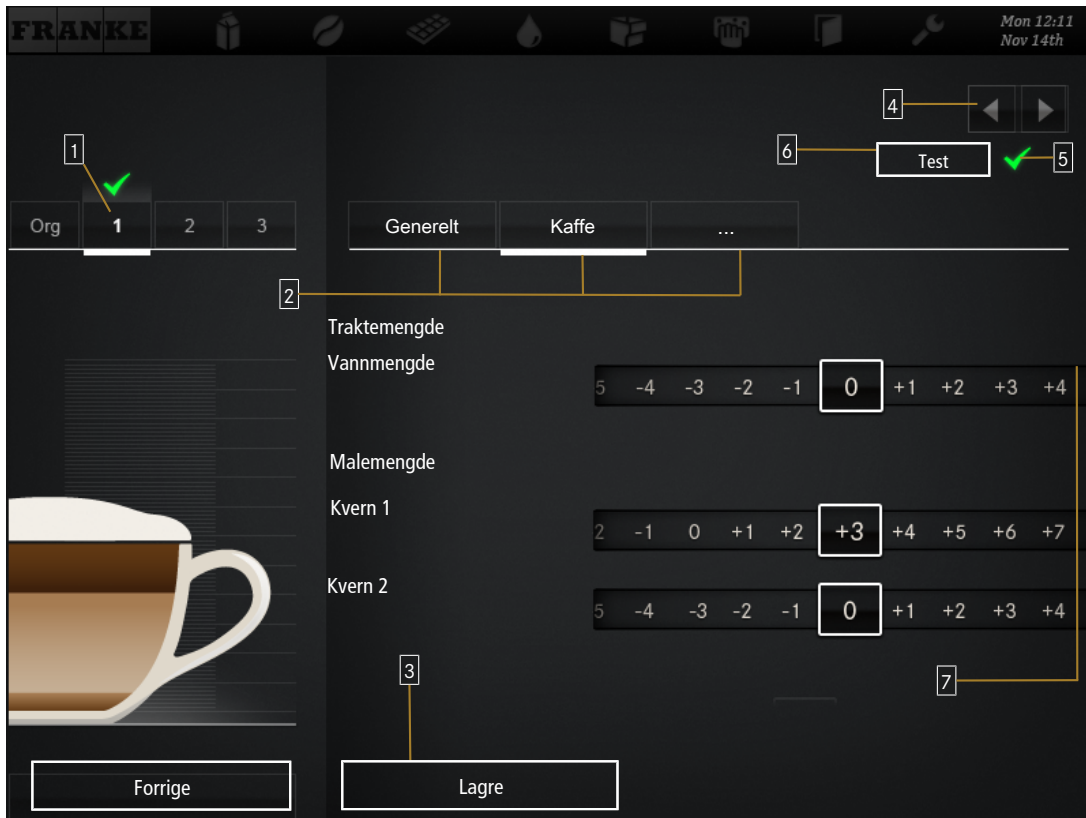 FRANKE
Mon 12:11
Nov 14th
4
1
6
Test
5
Org 1 2 3
Generelt Kaffe ...
2
Traktemengde
Vannmengde
5 -4 -3 -2 -1 0 +1 +2 +3 +4
Malemengde
Kvern 1
2 -1 0 +1 +2 +3 +4 +5 +6 +7
Kvern 2
5 -4 -3 -2 -1 0 +1 +2 +3 +4
3
7
Forrige
Lagre